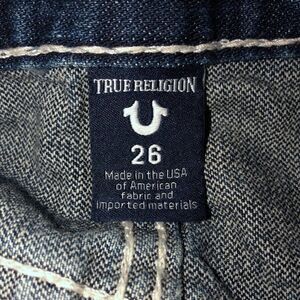 TRUE RELIGION
26
Made in the USA
of American
fabric and
imported materials